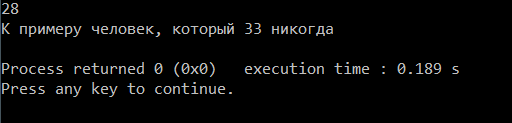 28
К примеру человек, который 33 никогда
Process returned 0 (0x0)   execution time : 0.189 s
Press any key to continue.